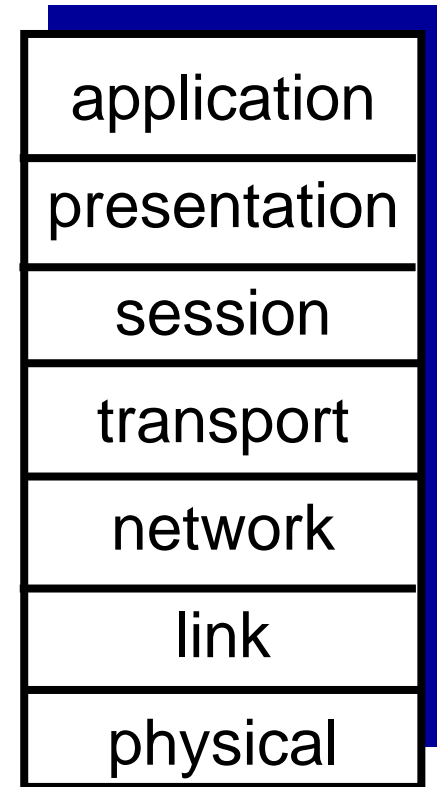 application
presentation
session
transport
network
link
physical